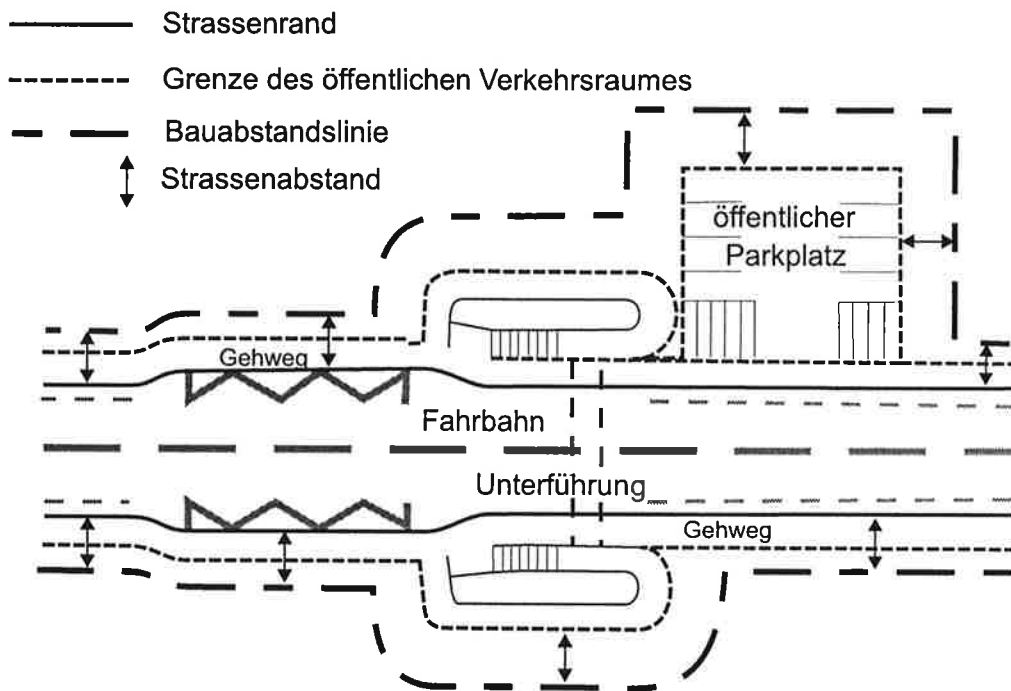 Strassenrand
Grenze des öffentlichen Verkehrsraumes
Bauabstandslinie
Strassenabstand
öffentlicher
Parkplatz
Gehweg
Fahrbahn
Unterführung
Gehweg